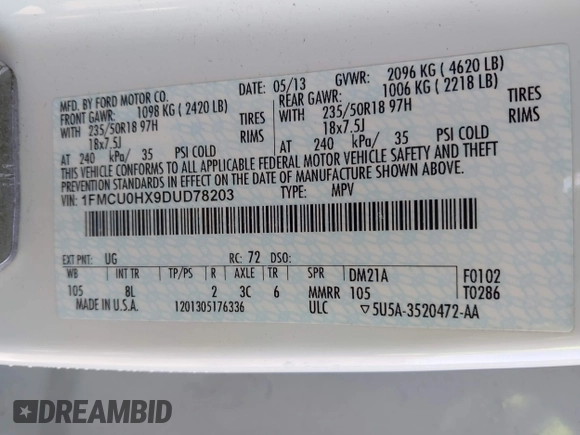 MFD. BY FORD MOTOR CO.
DATE: 05/13 GVWR: 2096 KG ( 4620 LB)
FRONT GAWR: 1098 KG ( 2420 LB)
REAR GAWR: 1006 KG ( 2218 LB)
WITH 235/50R18 97H TIRES
WITH 235/50R18 97H TIRES
18x7.5J RIMS
18x7.5J RIMS
AT 240 kPa/ 35 PSI COLD
AT 240 kPa/ 35 PSI COLD
THIS VEHICLE CONFORMS TO ALL APPLICABLE FEDERAL MOTOR VEHICLE SAFETY AND THEFT
PREVENTION STANDARDS IN EFFECT ON THE DATE OF MANUFACTURE SHOWN ABOVE.
VIN: 1FMCU0HX9DUD78203 TYPE: MPV
EXT PNT: UG RC: 72 DSO:
WB INT TR TP/PS R AXLE TR SPR DM21A F0102
105 8L 2 3C 6 MMRR 105 T0286
MADE IN U.S.A. 1201305176336 ULC ▽5U5A-3520472-AA
DREAMBID